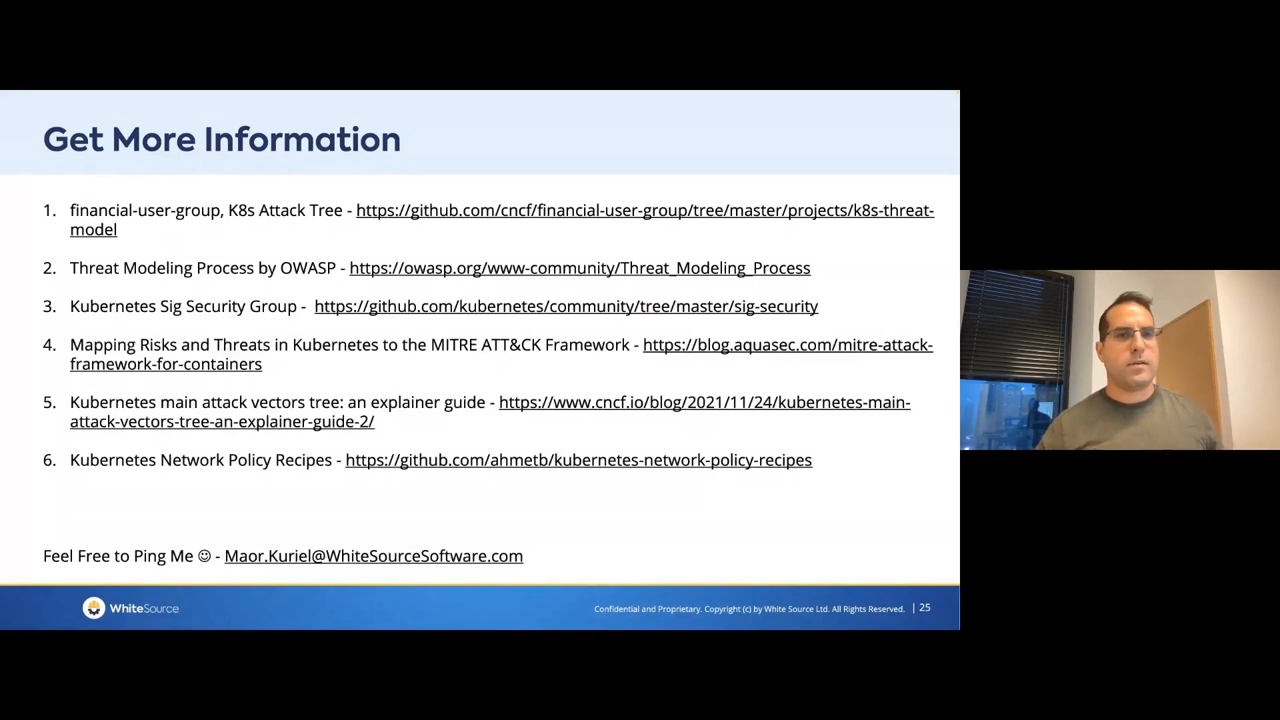 Get More Information
1. financial-user-group, K8s Attack Tree - https://github.com/cncf/financial-user-group/tree/master/projects/k8s-threat-
model
2. Threat Modeling Process by OWASP - https://owasp.org/www-community/Threat_Modeling_Process
3. Kubernetes Sig Security Group - https://github.com/kubernetes/community/tree/master/sig-security
4. Mapping Risks and Threats in Kubernetes to the MITRE ATT&CK Framework - https://blog.aquasec.com/mitre-attack-
framework-for-containers
5. Kubernetes main attack vectors tree: an explainer guide - https://www.cncf.io/blog/2021/11/24/kubernetes-main-
attack-vectors-tree-an-explainer-guide-2/
6. Kubernetes Network Policy Recipes - https://github.com/ahmetb/kubernetes-network-policy-recipes
Feel Free to Ping Me ☺ - Maor.Kuriel@WhiteSourceSoftware.com
WhiteSource
Confidential and Proprietary. Copyright (c) by White Source Ltd. All Rights Reserved. | 25